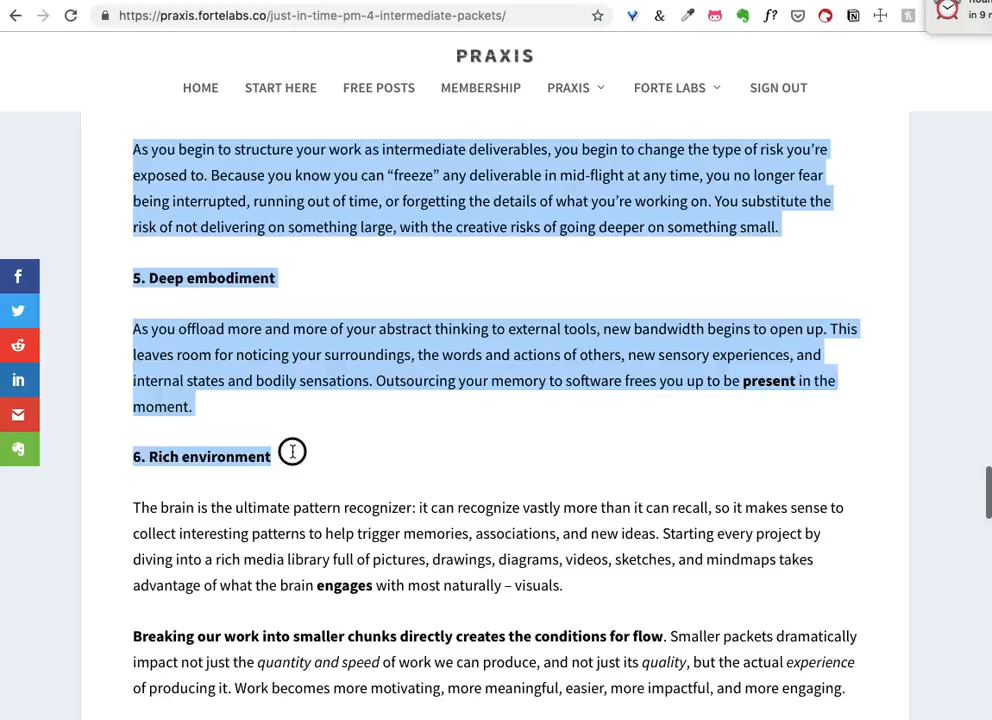 https://praxis.fortelabs.co/just-in-time-pm-4-intermediate-packets/
in 9 m
PRAXIS
HOME START HERE FREE POSTS MEMBERSHIP PRAXIS FORTE LABS SIGN OUT
As you begin to structure your work as intermediate deliverables, you begin to change the type of risk you’re
exposed to. Because you know you can “freeze” any deliverable in mid-flight at any time, you no longer fear
being interrupted, running out of time, or forgetting the details of what you’re working on. You substitute the
risk of not delivering on something large, with the creative risks of going deeper on something small.
5. Deep embodiment
As you offload more and more of your abstract thinking to external tools, new bandwidth begins to open up. This
leaves room for noticing your surroundings, the words and actions of others, new sensory experiences, and
internal states and bodily sensations. Outsourcing your memory to software frees you up to be present in the
moment.
6. Rich environment
The brain is the ultimate pattern recognizer: it can recognize vastly more than it can recall, so it makes sense to
collect interesting patterns to help trigger memories, associations, and new ideas. Starting every project by
diving into a rich media library full of pictures, drawings, diagrams, videos, sketches, and mindmaps takes
advantage of what the brain engages with most naturally – visuals.
Breaking our work into smaller chunks directly creates the conditions for flow. Smaller packets dramatically
impact not just the quantity and speed of work we can produce, and not just its quality, but the actual experience
of producing it. Work becomes more motivating, more meaningful, easier, more impactful, and more engaging.